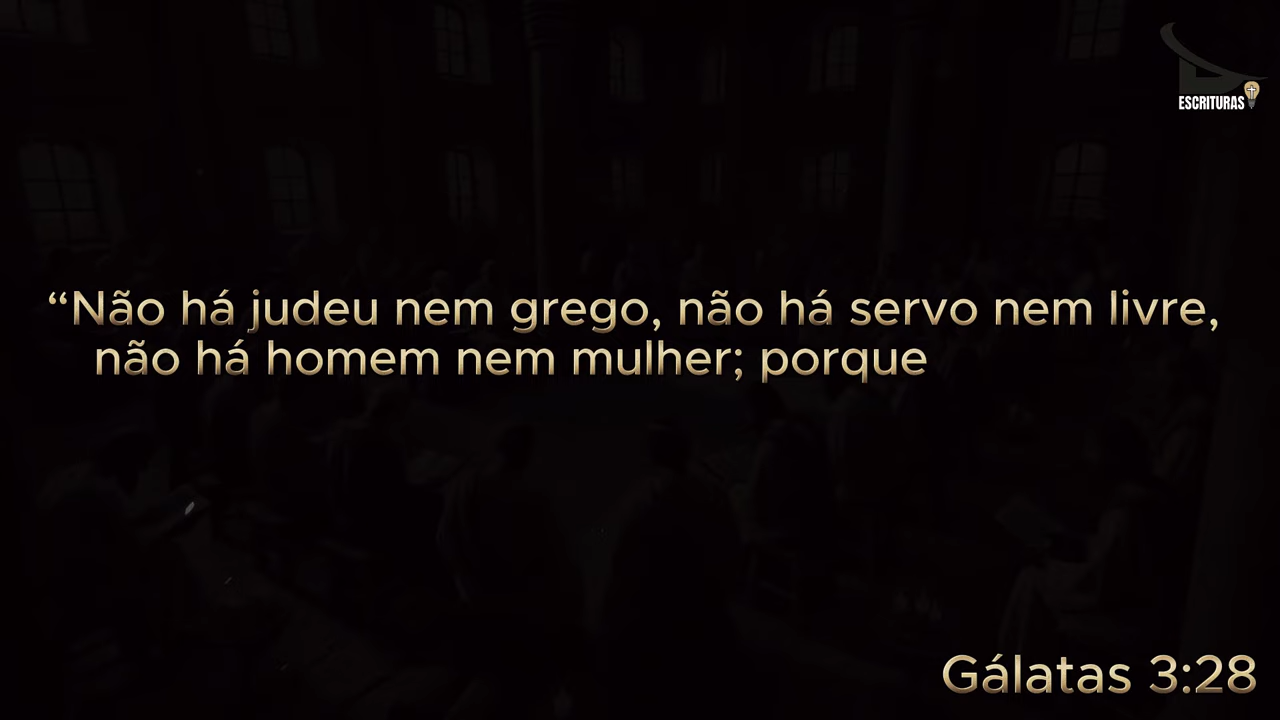 ESCRITURAS
“Não há judeu nem grego, não há servo nem livre,
não há homem nem mulher; porque
Gálatas 3:28